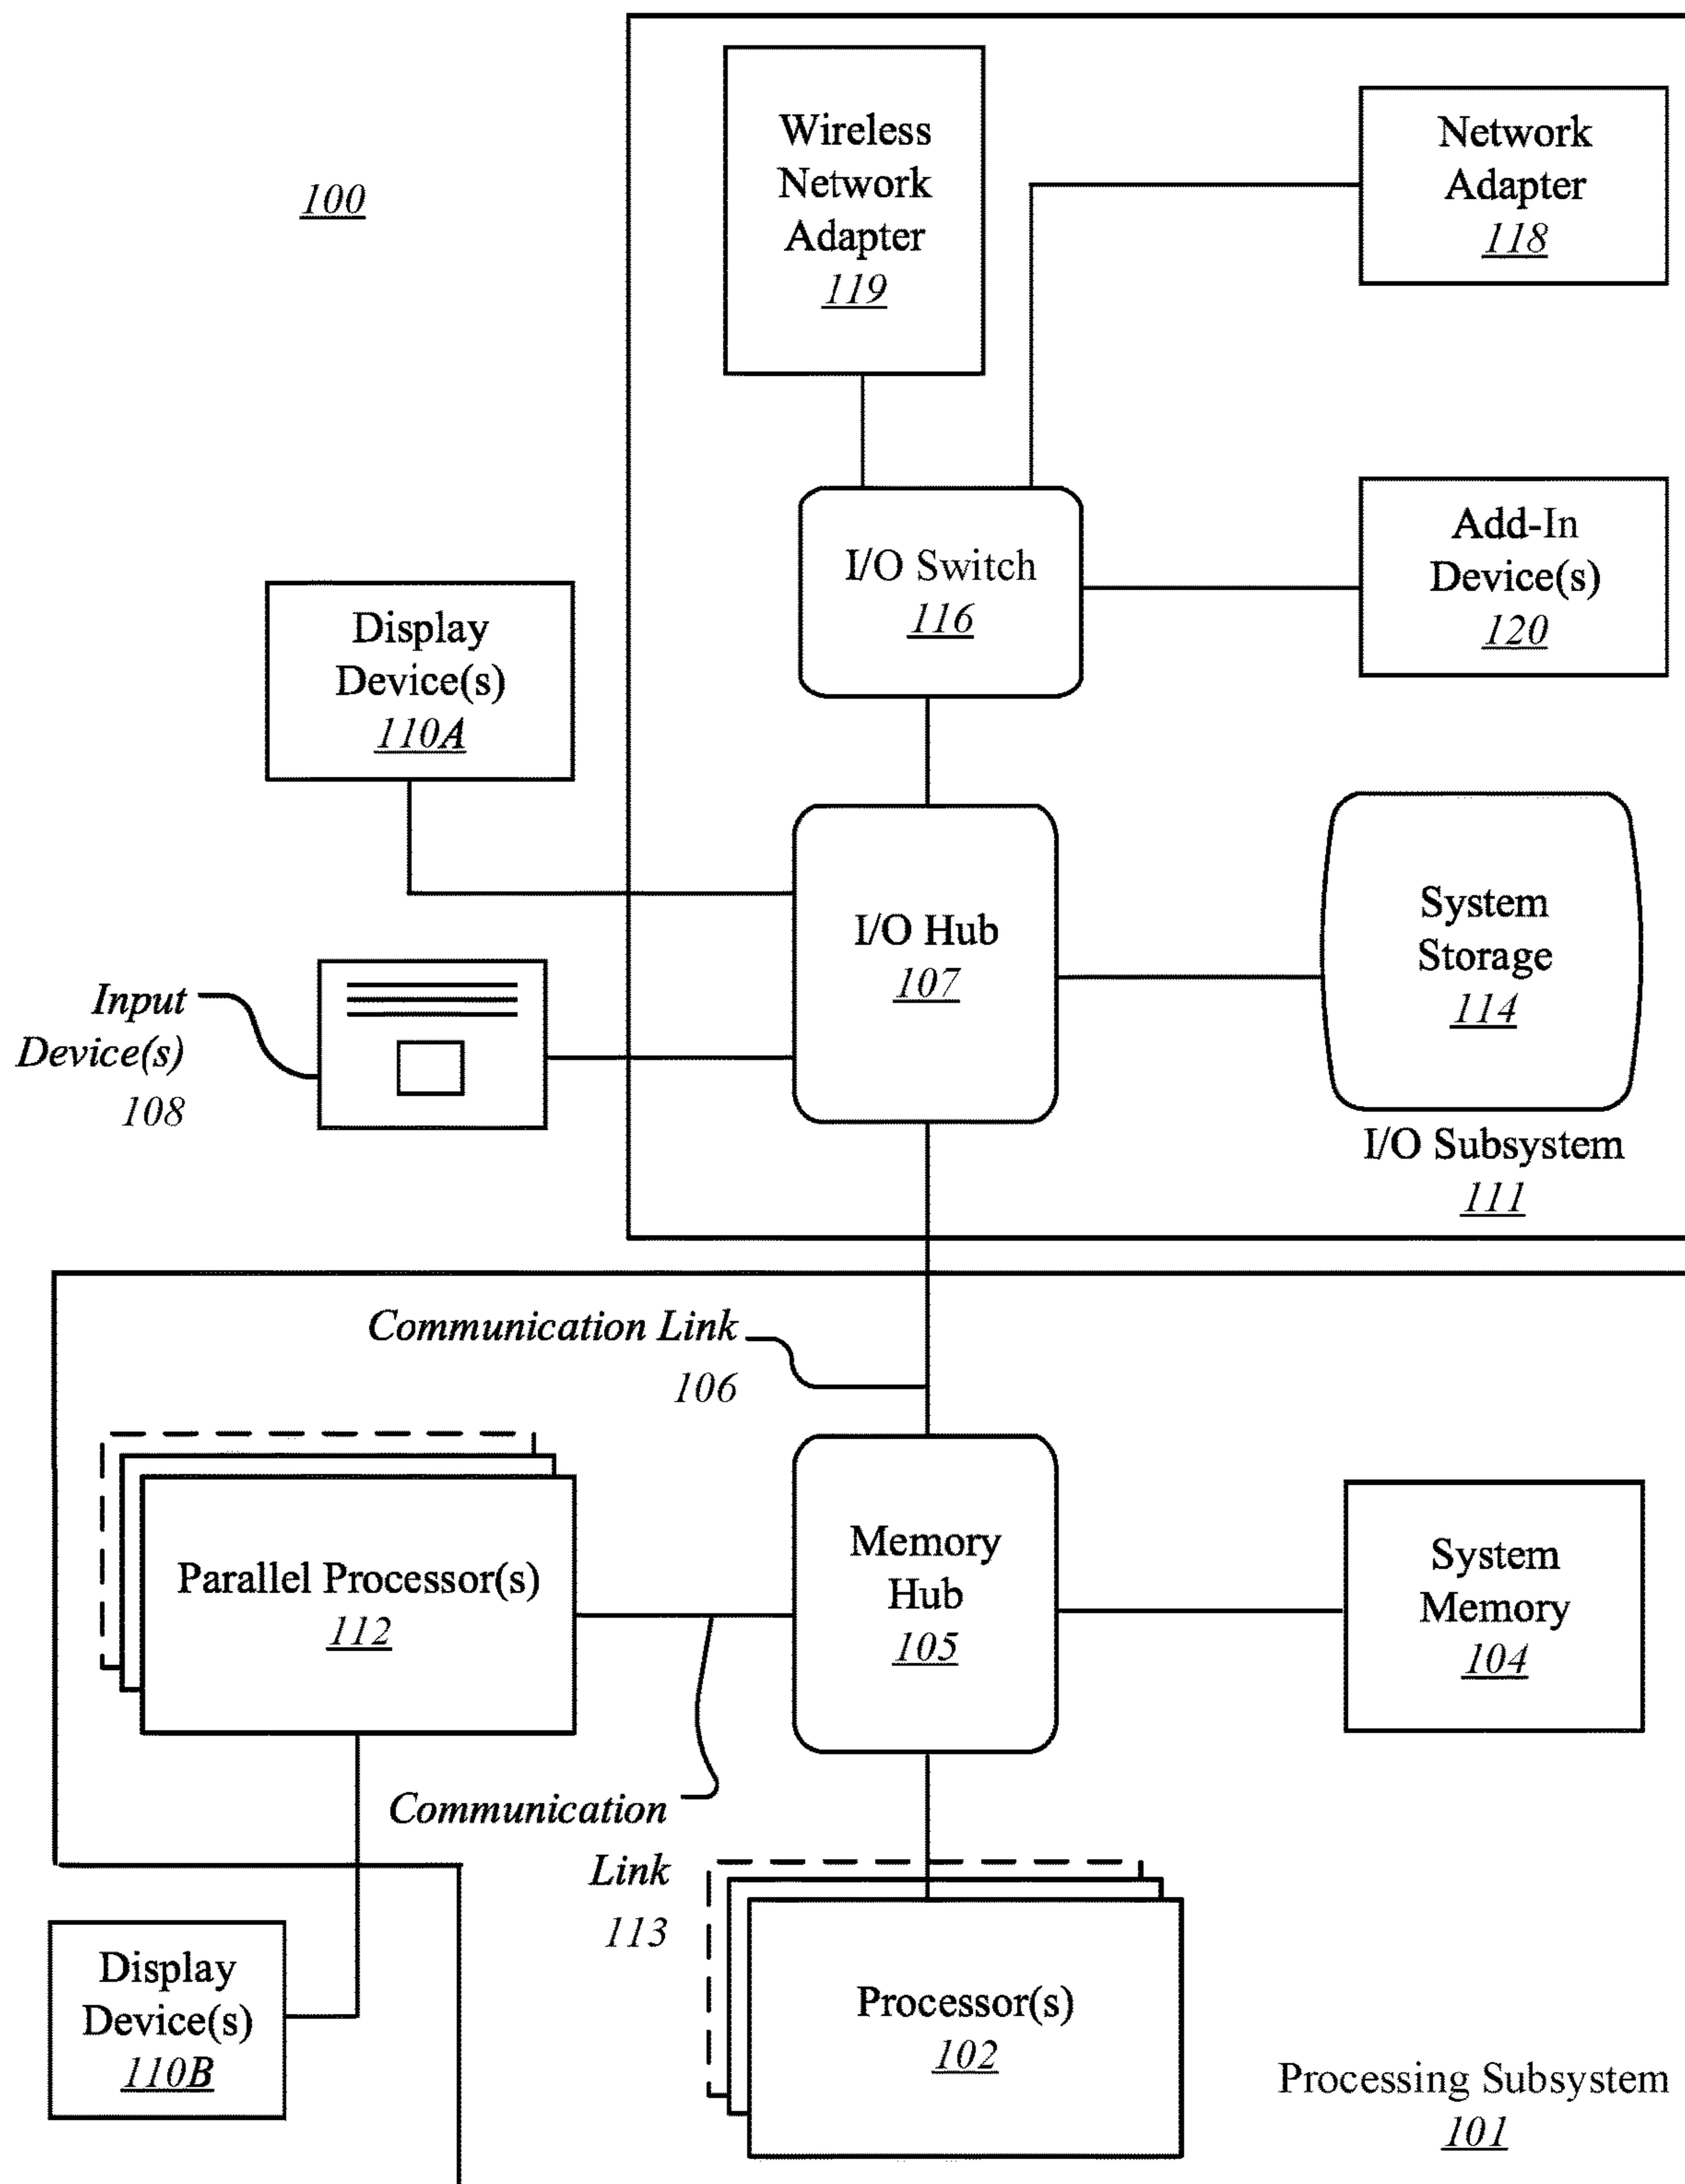 100
Wireless
Network
Adapter
119
Network
Adapter
118
I/O Switch
116
Add-In
Device(s)
120
Display
Device(s)
110A
I/O Hub
107
System
Storage
114
Input
Device(s)
108
I/O Subsystem
111
Communication Link
106
Parallel Processor(s)
112
Memory
Hub
105
System
Memory
104
Communication
Link
113
Display
Device(s)
110B
Processor(s)
102
Processing Subsystem
101